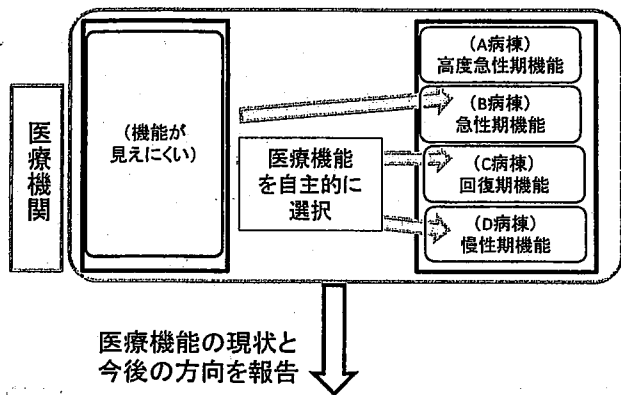 医療機関
(機能が
見えにくい)
医療機能
を自主的に
選択
(A病棟)
高度急性期機能
(B病棟)
急性期機能
(C病棟)
回復期機能
(D病棟)
慢性期機能
医療機能の現状と
今後の方向を報告